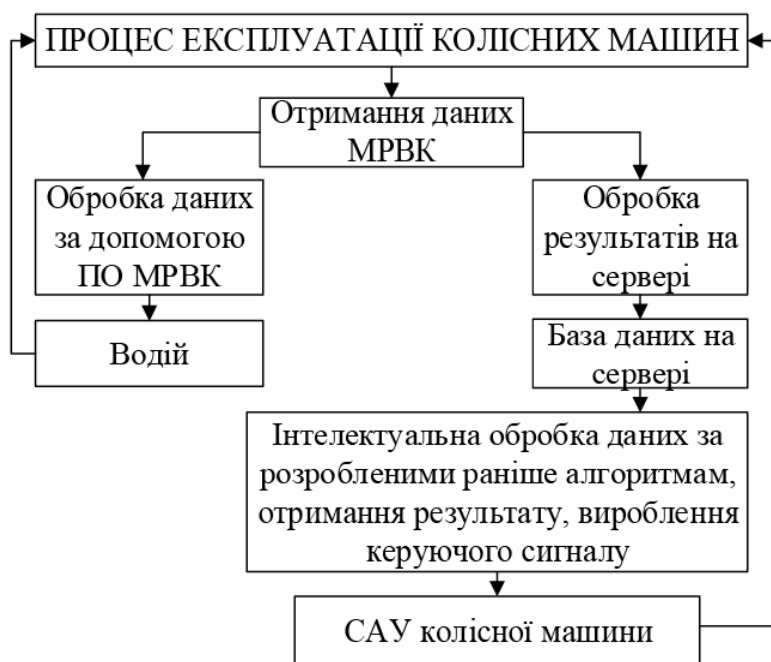 ПРОЦЕС ЕКСПЛУАТАЦІЇ КОЛІСНИХ МАШИН
Отримання даних
МРВК
Обробка даних
за допомогою
ПО МРВК
Водій
Обробка
результатів на
сервері
База даних на
сервері
Інтелектуальна обробка даних за
розробленими раніше алгоритмам,
отримання результату, вироблення
керуючого сигналу
САУ колісної машини